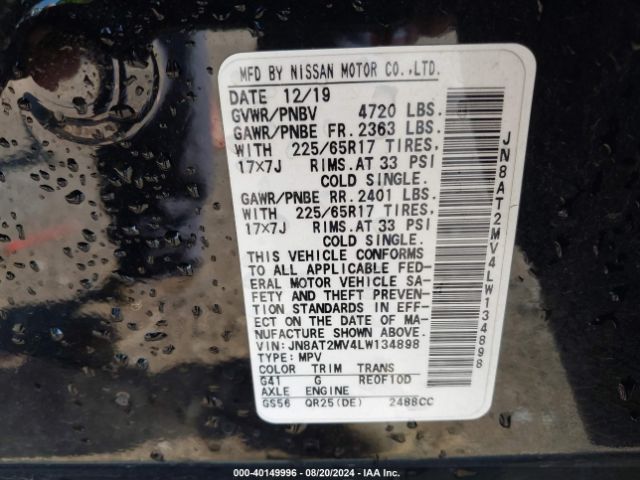 MFD BY NISSAN MOTOR CO.,LTD.
DATE 12/19
GVWR/PNBV 4720 LBS.
GAWR/PNBE FR. 2363 LBS.
WITH 225/65R17 TIRES,
17X7J RIMS.AT 33 PSI
COLD SINGLE.
GAWR/PNBE RR. 2401 LBS.
WITH 225/65R17 TIRES,
17X7J RIMS.AT 33 PSI
COLD SINGLE.
THIS VEHICLE CONFORMS
TO ALL APPLICABLE FED-
ERAL MOTOR VEHICLE SA-
FETY AND THEFT PREVEN-
TION STANDARDS IN EFF-
ECT ON THE DATE OF MA-
NUFACTURE SHOWN ABOVE.
VIN:JN8AT2MV4LW134898
TYPE:MPV
COLOR TRIM TRANS
G41 G RE0F10D
AXLE ENGINE
GS56 QR25(DE) 2488CC
JN8AT2MV4LW134898
000-40149996 - 08/20/2024 - IAA Inc.